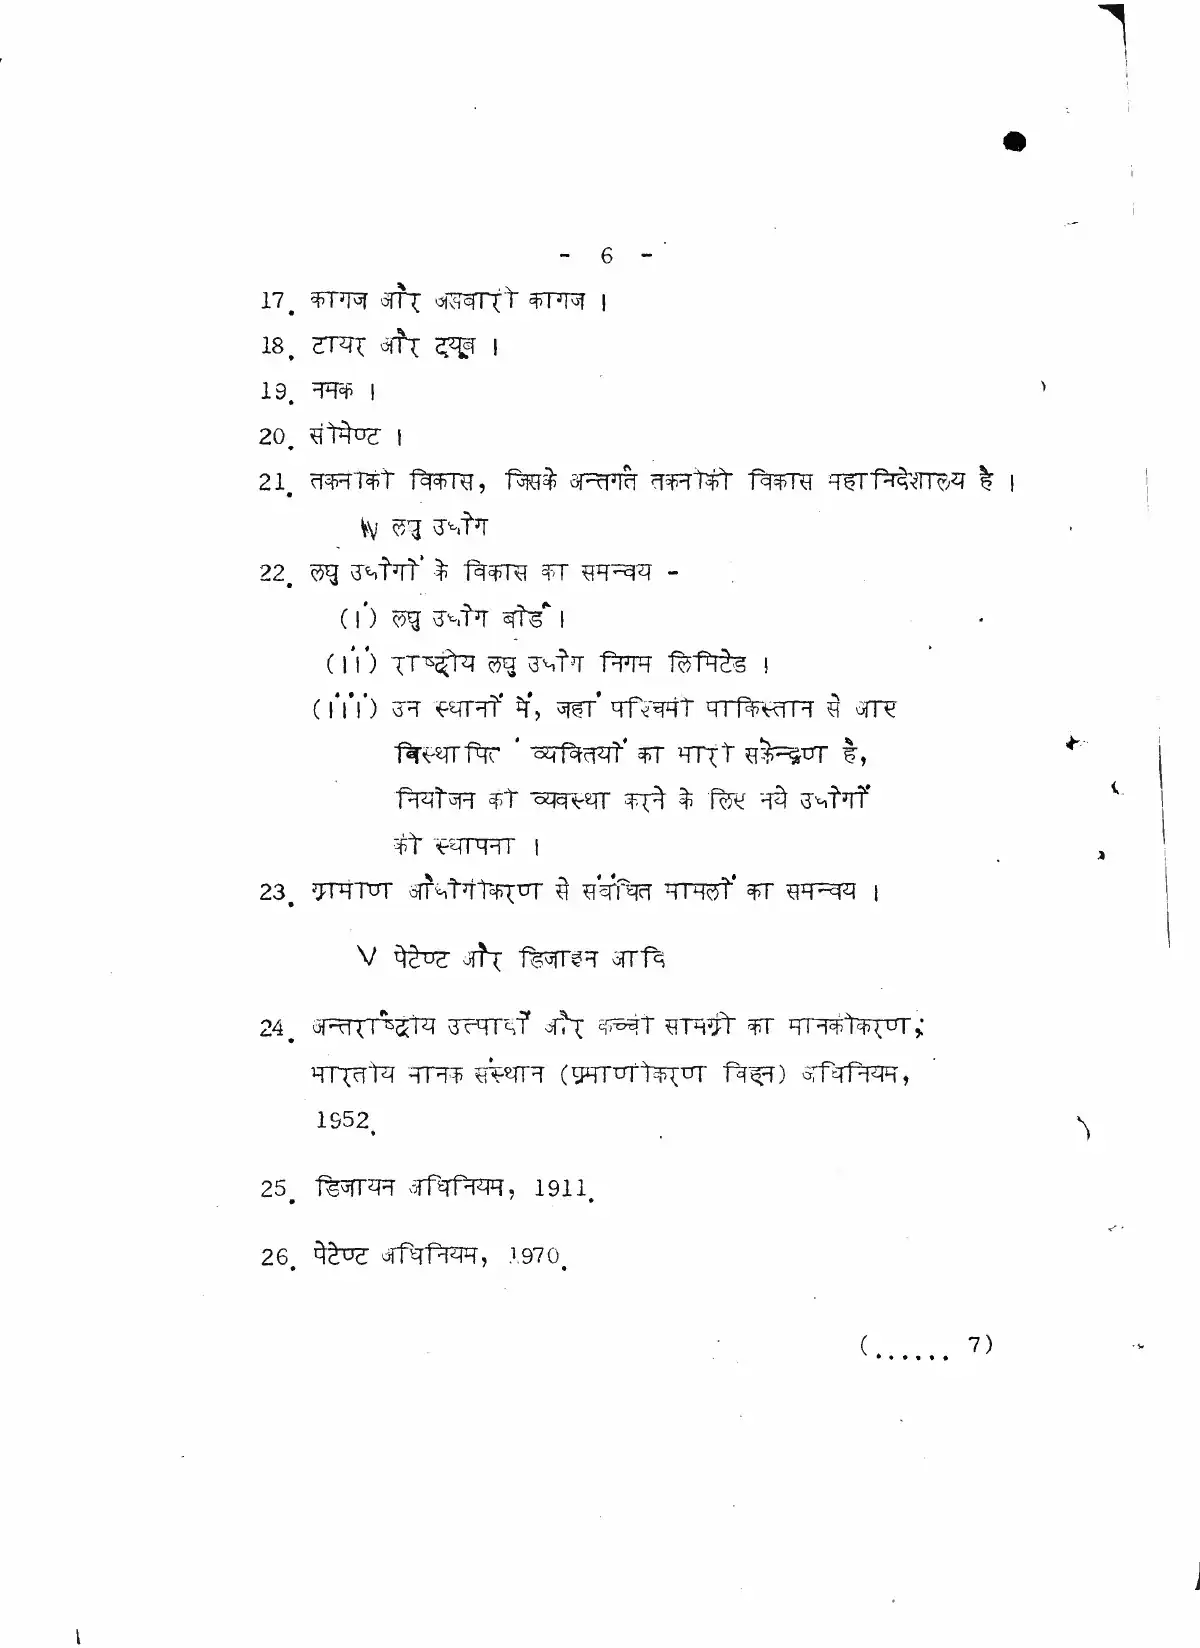 - 6 -
17. कागज और अखबारी कागज ।
18. टायर और ट्यूब ।
19. नमक ।
20. सीमेण्ट ।
21. तकनीकी विकास, जिसके अन्तर्गत तकनीकी विकास महानिदेशालय है ।
IV लघु उद्योग
22. लघु उद्योगों के विकास का समन्वय -
(i) लघु उद्योग बोर्ड ।
(ii) राष्ट्रीय लघु उद्योग निगम लिमिटेड ।
(iii) उन स्थानों में, जहां पश्चिमी पाकिस्तान से आए
विस्थापित व्यक्तियों का भारी सकेन्द्रण है,
नियोजन की व्यवस्था करने के लिए नये उद्योगों
की स्थापना ।
23. ग्रामीण औद्योगीकरण से संबंधित मामलों का समन्वय ।
V पेटेण्ट और डिजाइन आदि
24. अन्तर्राष्ट्रीय उत्पादों और कच्ची सामग्री का मानकीकरण;
भारतीय मानक संस्थान (प्रमाणीकरण चिह्न) अधिनियम,
1952.
25. डिजायन अधिनियम, 1911.
26. पेटेण्ट अधिनियम, 1970.
(...... 7)